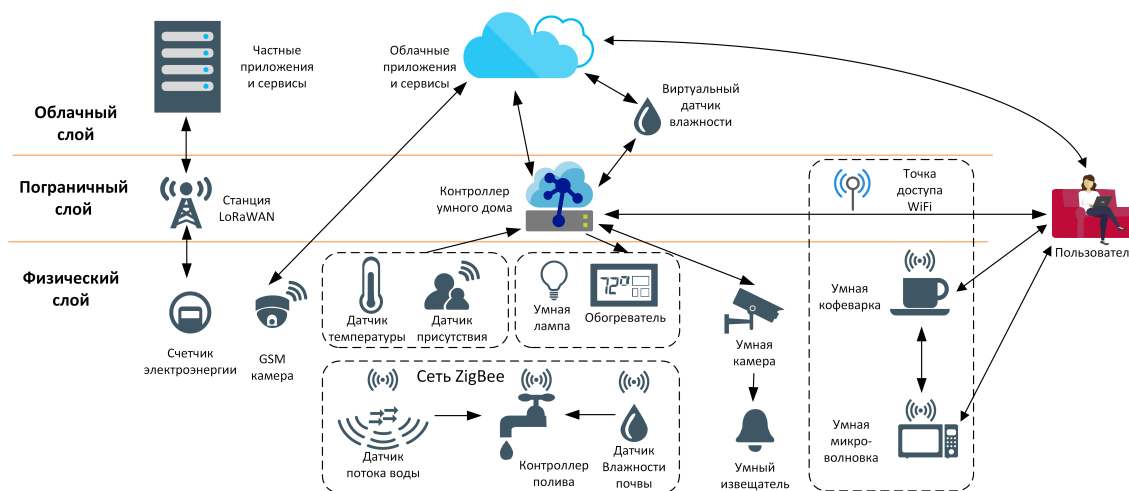 Облачный
слой
Частные
приложения
и сервисы
Облачные
приложения
и сервисы
Виртуальный
датчик
влажности
Пограничный
слой
Станция
LoRaWAN
Контроллер
умного дома
Точка
доступа
WiFi
Пользователь
Физический
слой
Счетчик
электроэнергии
GSM
камера
Датчик
температуры
Датчик
присутствия
Умная
лампа
72°
Обогреватель
Умная
камера
Умная
кофеварка
Сеть ZigBee
Датчик
потока воды
Контроллер
полива
Датчик
Влажности
почвы
Умный
извещатель
Умная
микро-
волновка